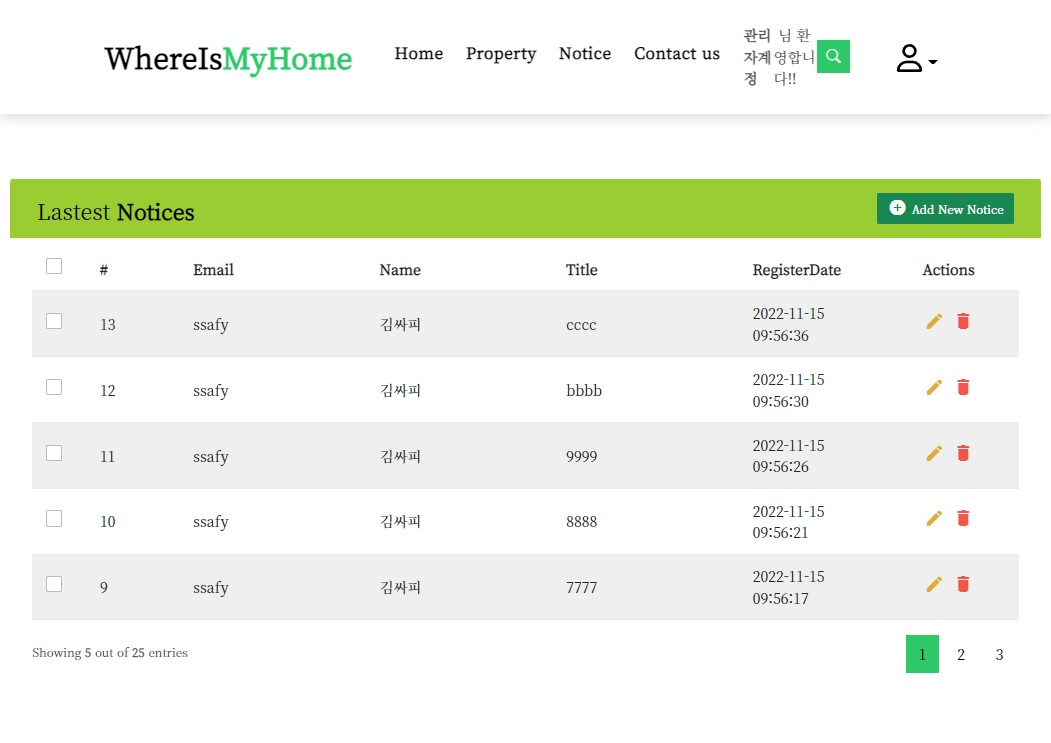 WhereIsMyHome Home Property Notice Contact us
관리자계정
님 환영합니다!!
Lastest Notices Add New Notice
# Email Name Title RegisterDate Actions
13 ssafy 김싸피 cccc 2022-11-15 09:56:36
12 ssafy 김싸피 bbbb 2022-11-15 09:56:30
11 ssafy 김싸피 9999 2022-11-15 09:56:26
10 ssafy 김싸피 8888 2022-11-15 09:56:21
9 ssafy 김싸피 7777 2022-11-15 09:56:17
Showing 5 out of 25 entries 1 2 3